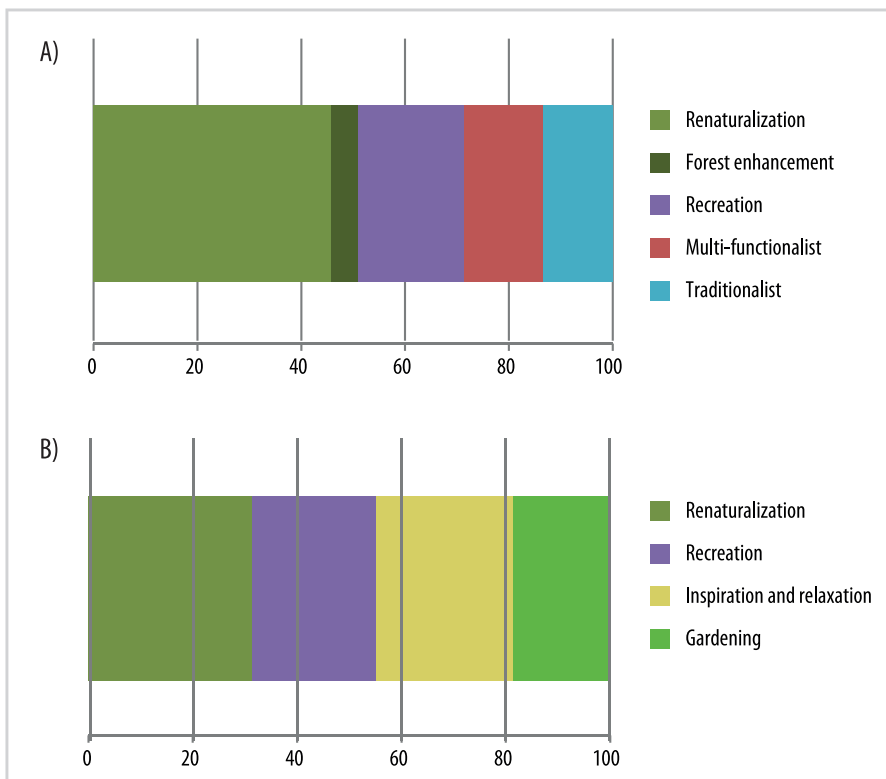 A)
Renaturalization
Forest enhancement
Recreation
Multi-functionalist
Traditionalist
0 20 40 60 80 100
B)
Renaturalization
Recreation
Inspiration and relaxation
Gardening
0 20 40 60 80 100